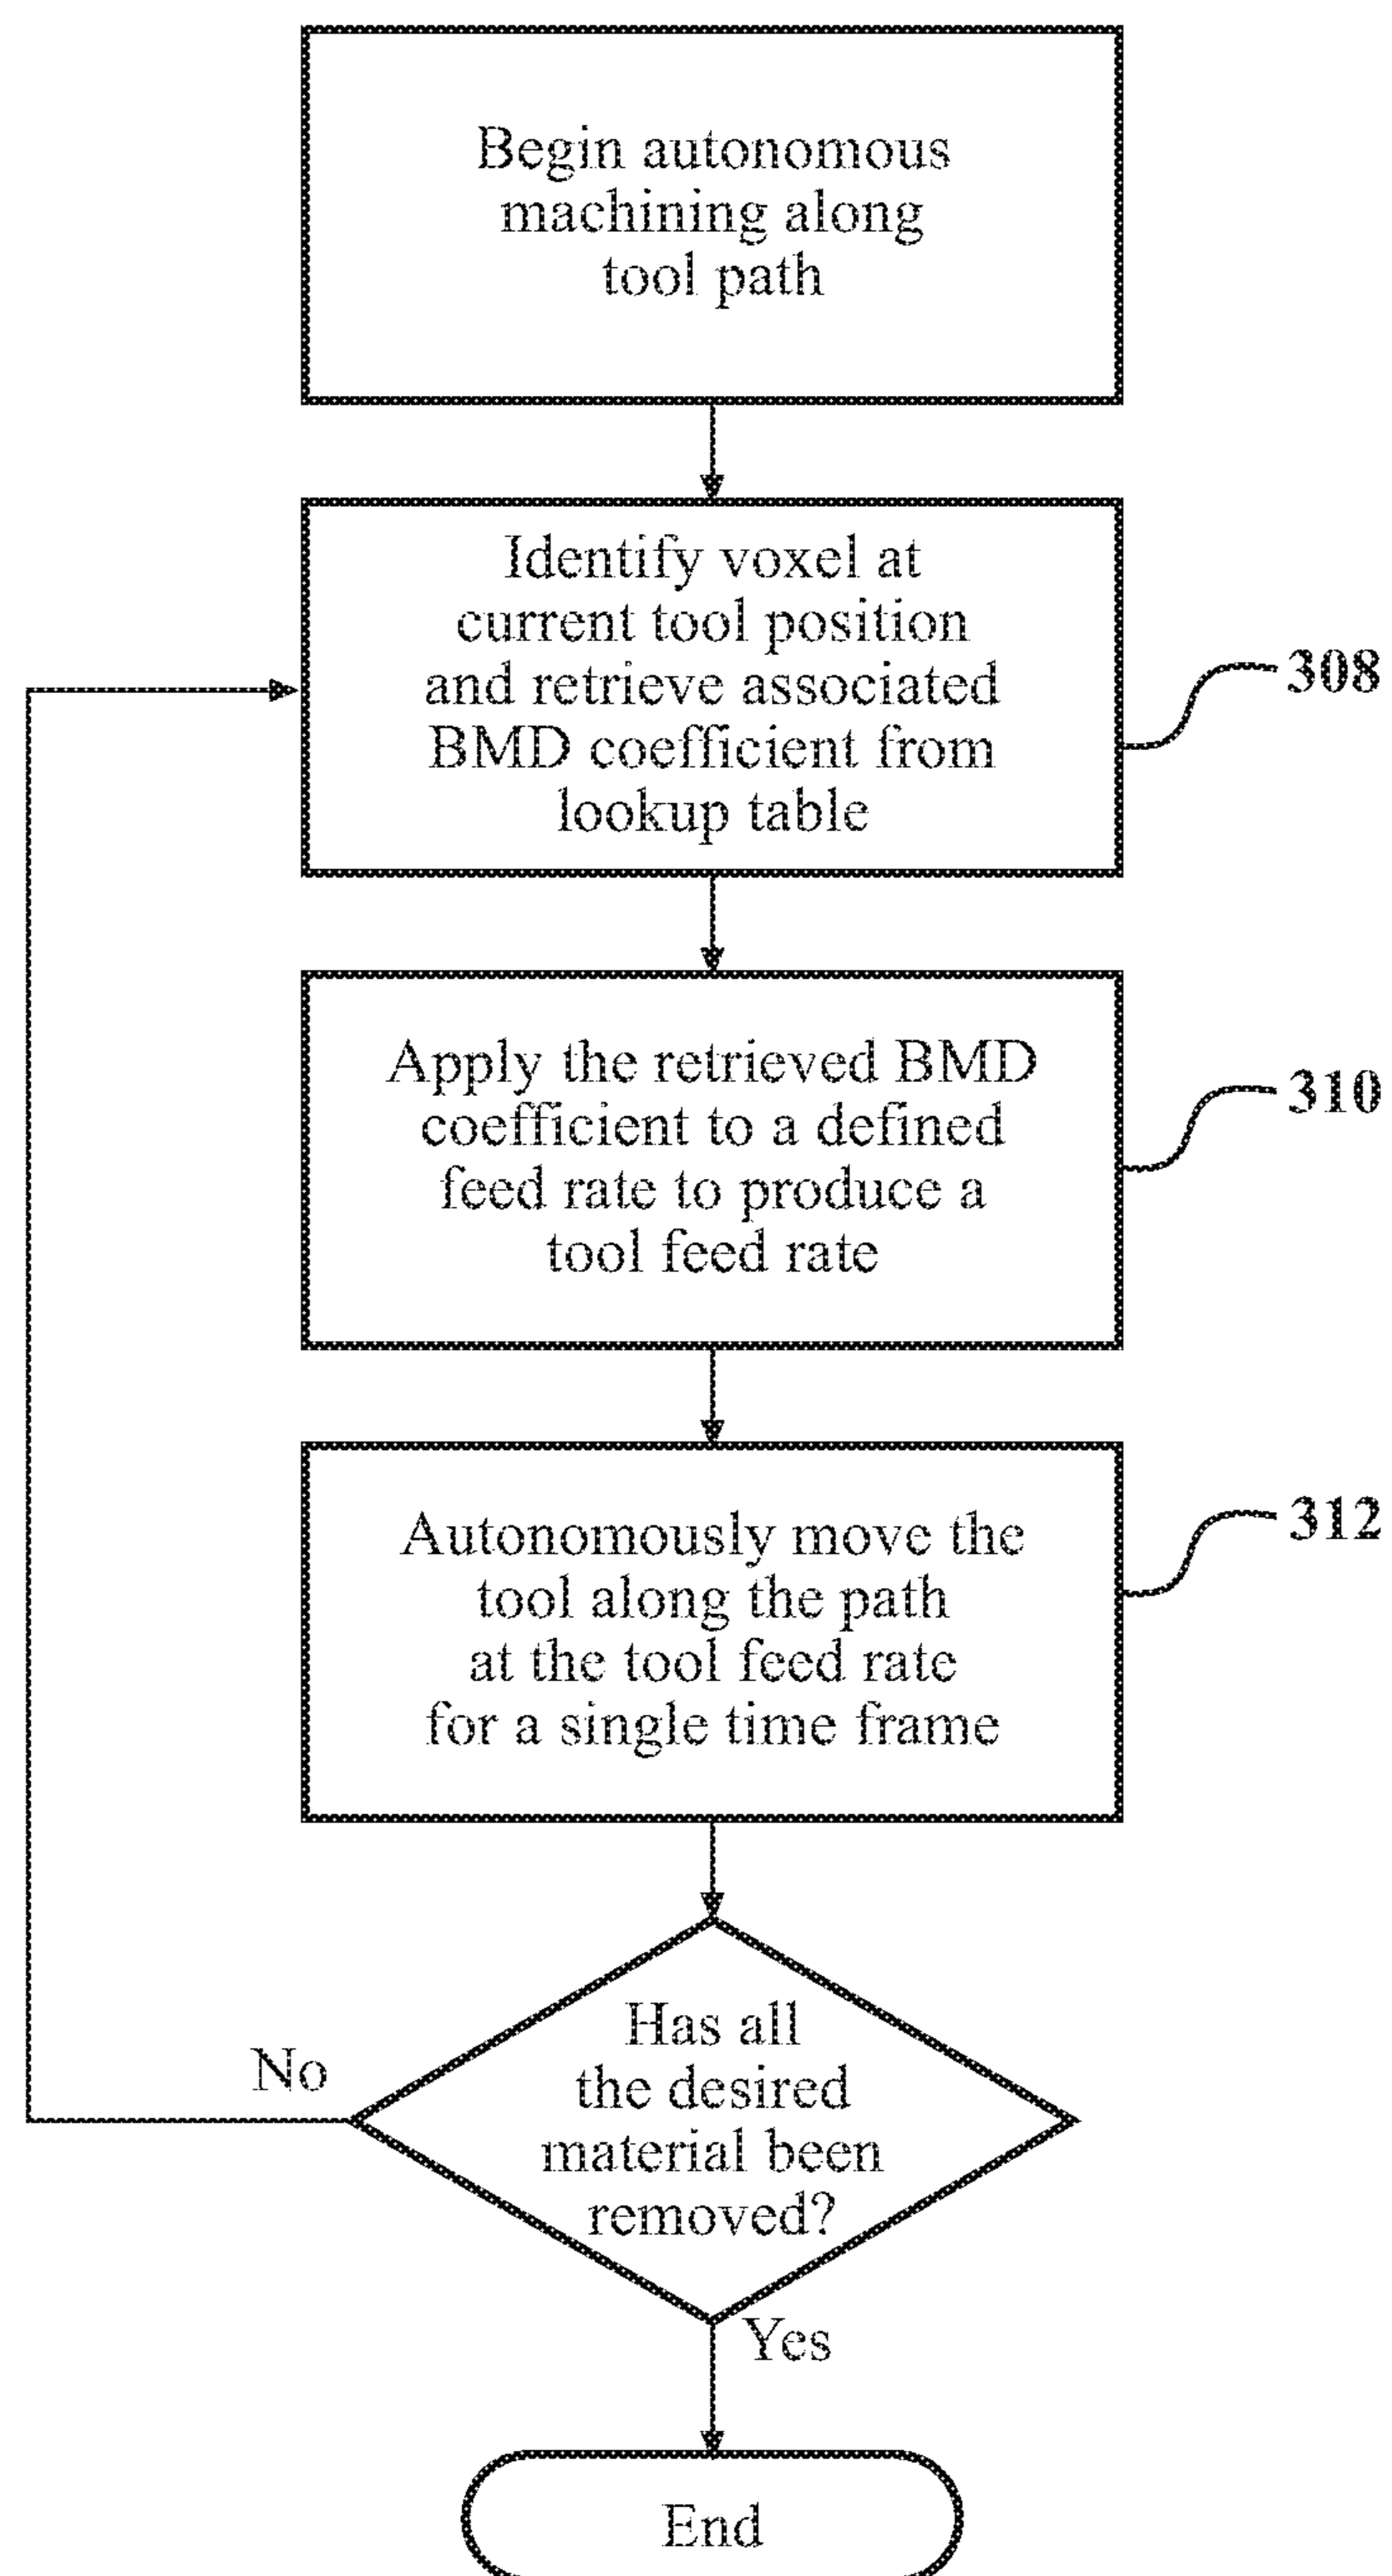 Begin autonomous
machining along
tool path
Identify voxel at
current tool position
and retrieve associated
BMD coefficient from
lookup table
308
Apply the retrieved BMD
coefficient to a defined
feed rate to produce a
tool feed rate
310
Autonomously move the
tool along the path
at the tool feed rate
for a single time frame
312
Has all
the desired
material been
removed?
No
Yes
End